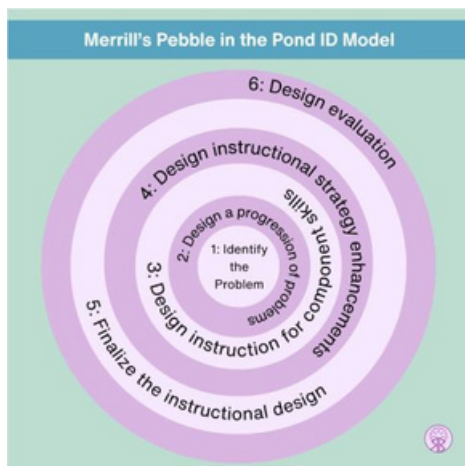 Merrill's Pebble in the Pond ID Model
1: Identify
the
Problem
2: Design a progression of problems
3: Design instruction for component skills
4: Design instructional strategy enhancements
5: Finalize the instructional design
6: Design evaluation